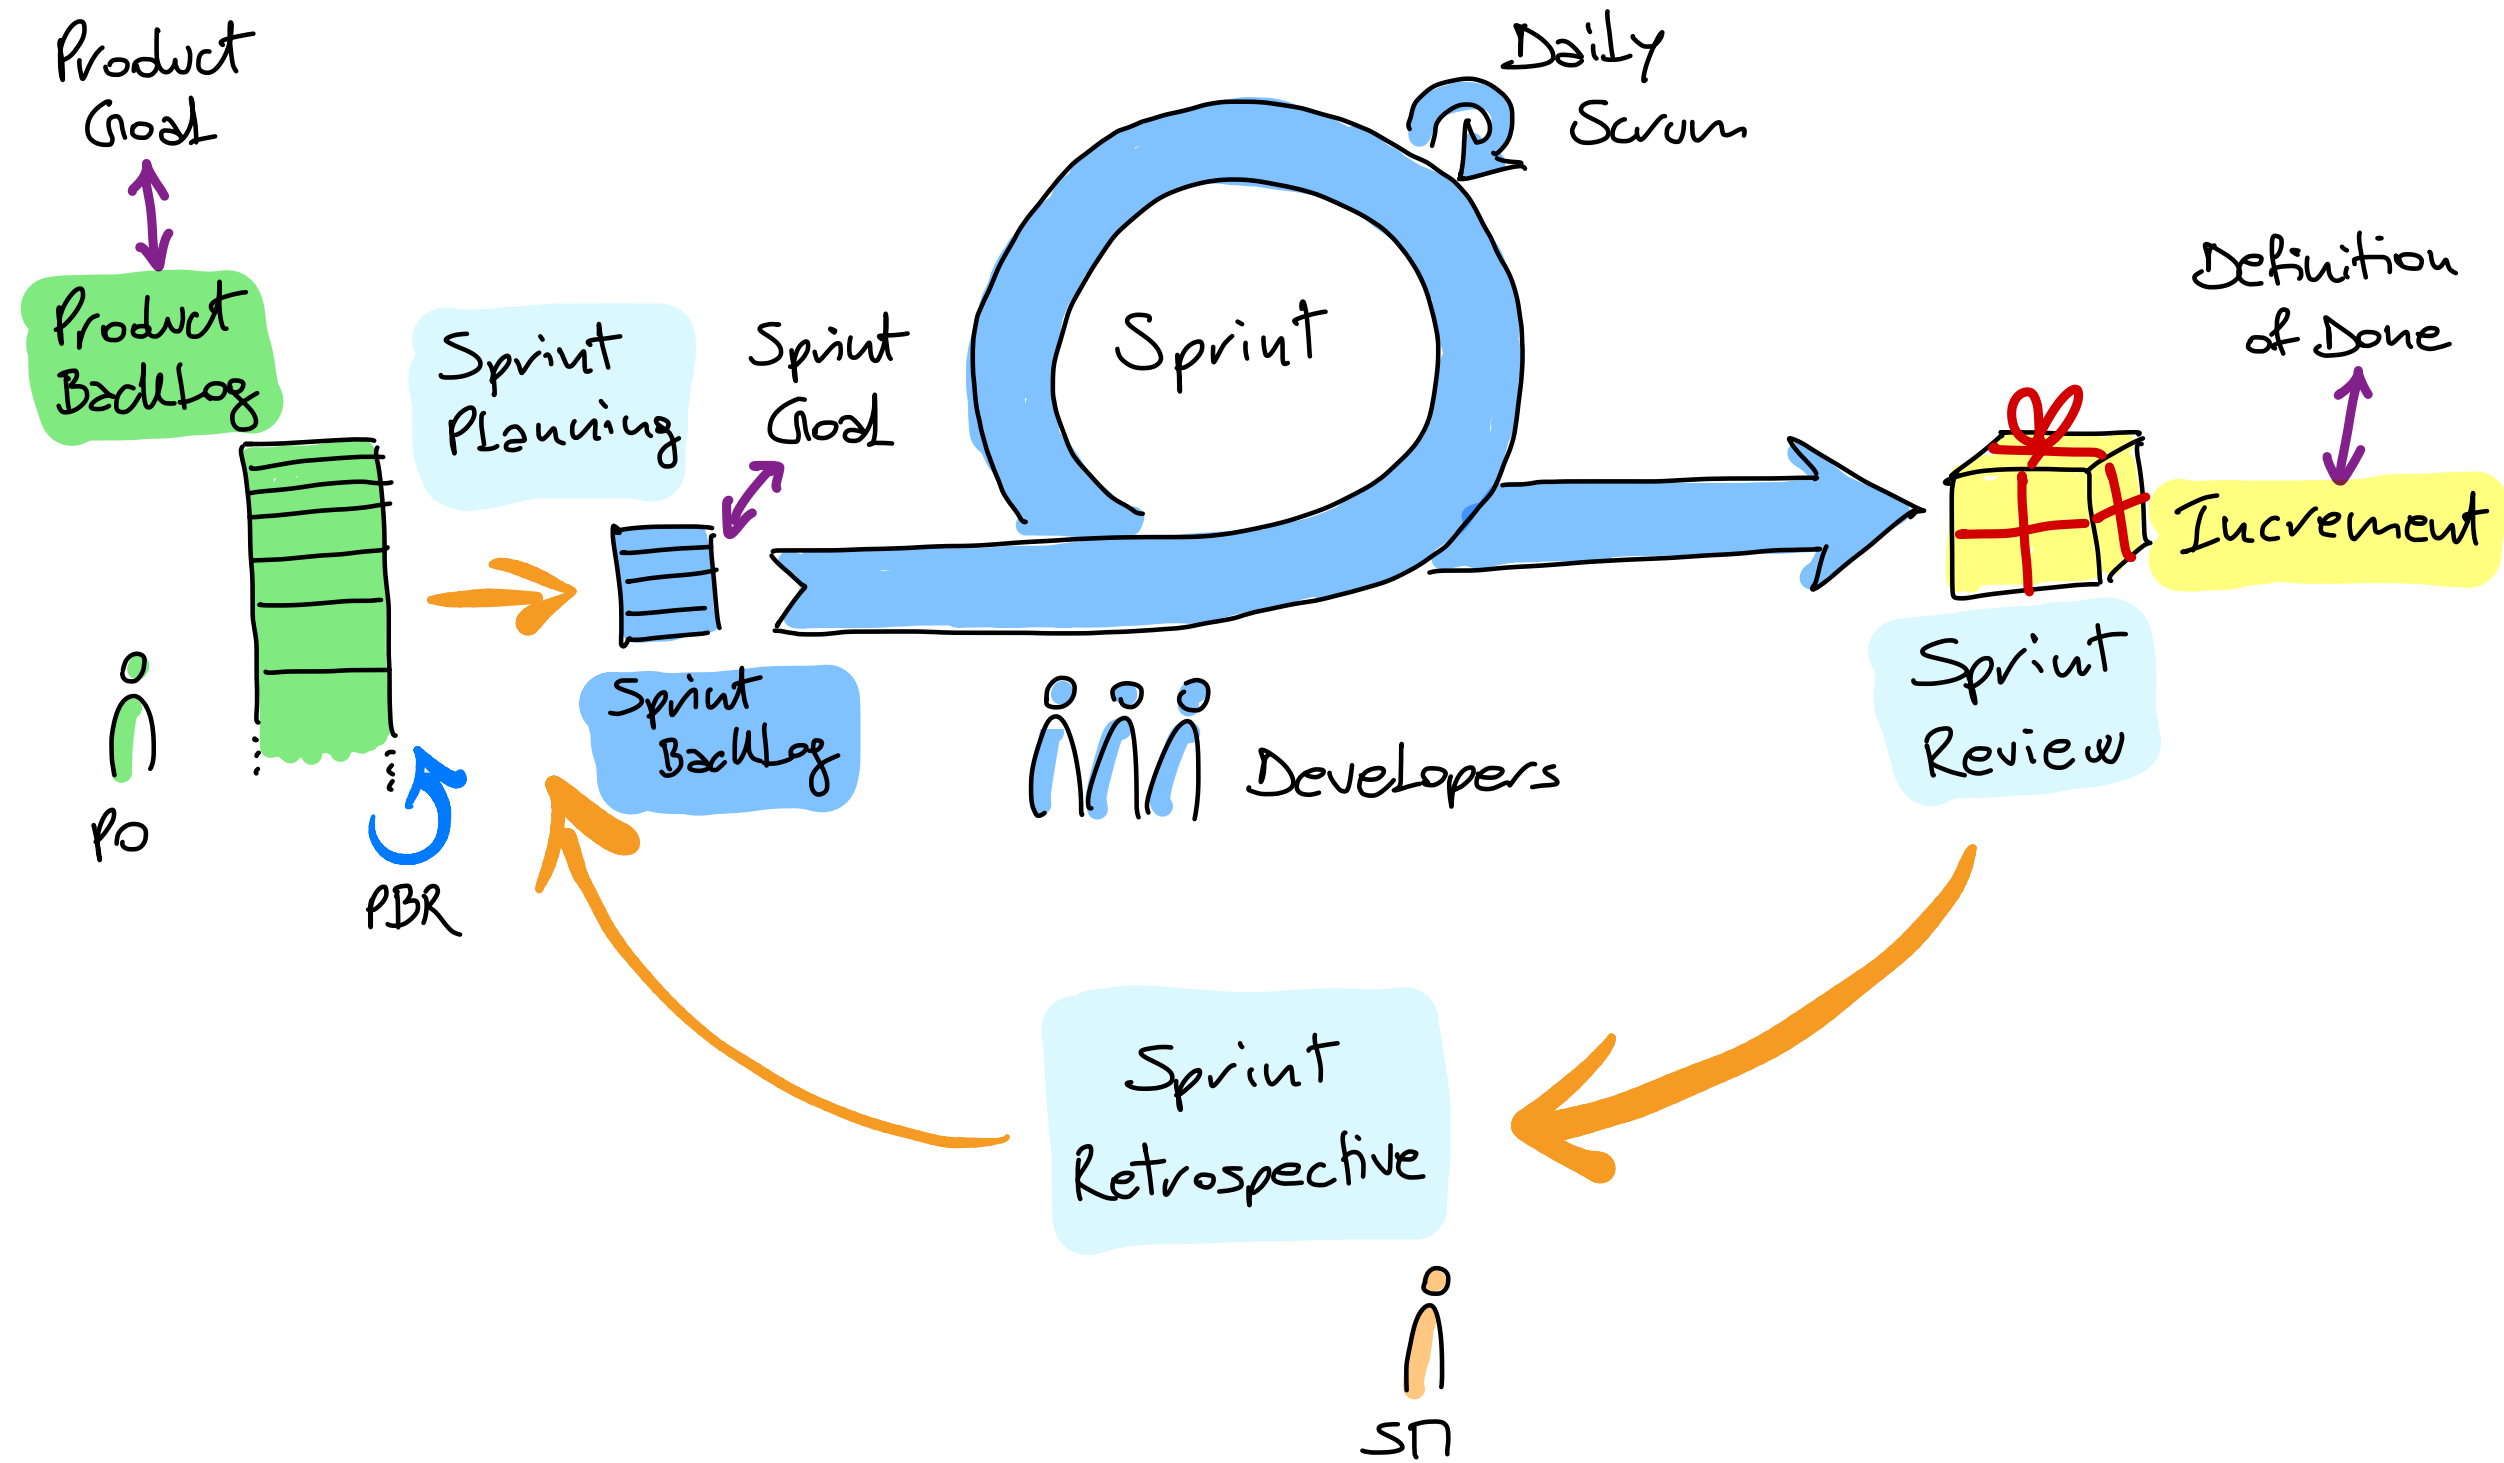 Product
Goal
Product
Backlog
Sprint
Planning
Sprint
Goal
Sprint
Daily
Scrum
Definition
of Done
Increment
Sprint
Backlog
PO
PBR
Developers
Sprint
Review
Sprint
Retrospective
SM